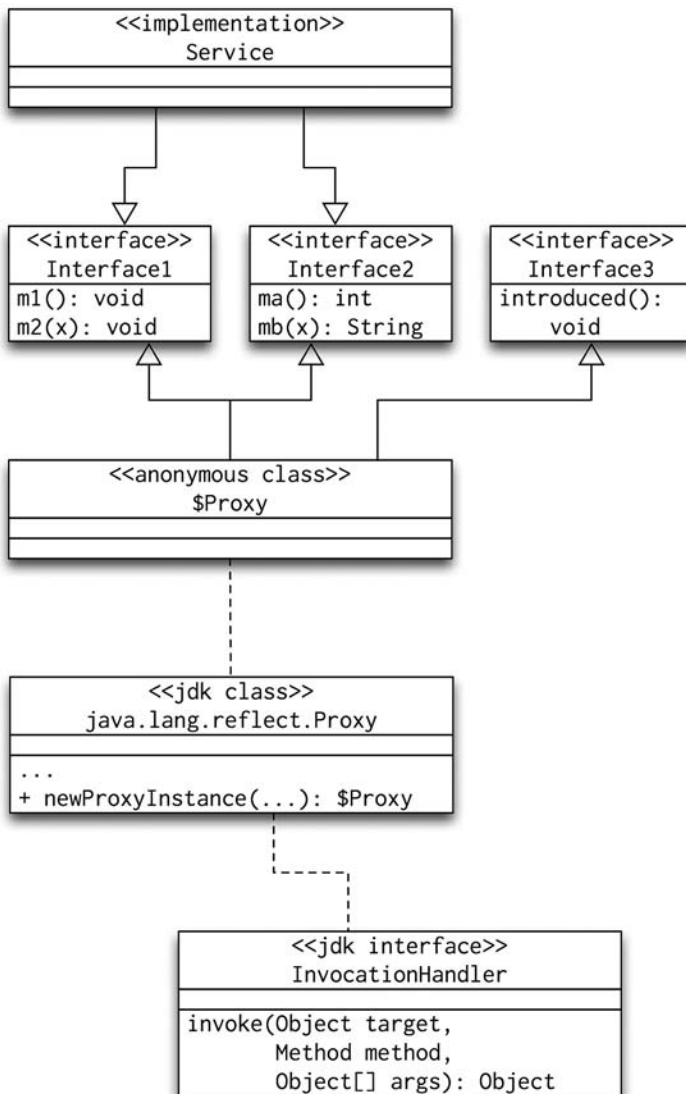 <<implementation>>
Service
<<interface>>
Interface1
m1(): void
m2(x): void
<<interface>>
Interface2
ma(): int
mb(x): String
<<interface>>
Interface3
introduced():
void
<<anonymous class>>
$Proxy
<<jdk class>>
java.lang.reflect.Proxy
...
+ newProxyInstance(...): $Proxy
<<jdk interface>>
InvocationHandler
invoke(Object target,
Method method,
Object[] args): Object